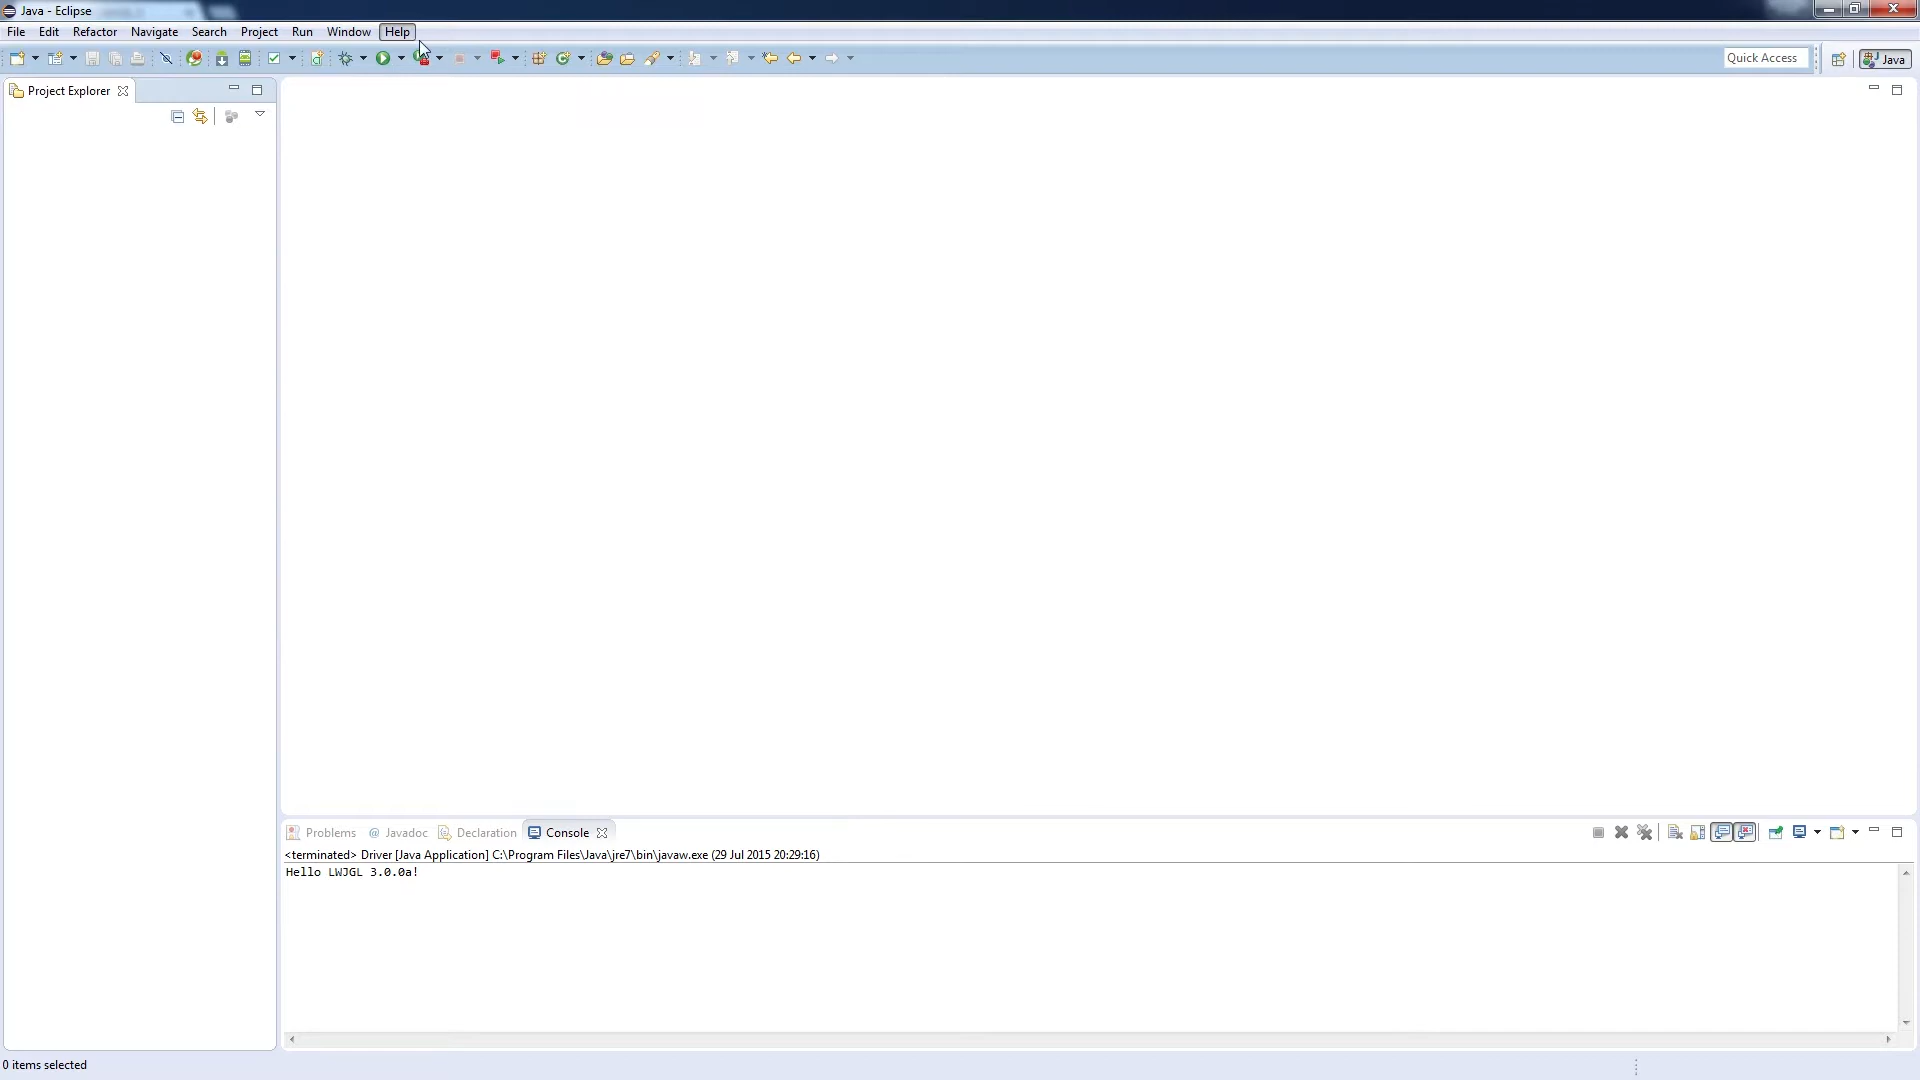 Java - Eclipse
File Edit Refactor Navigate Search Project Run Window Help
Quick Access Java
Project Explorer
Problems @ Javadoc Declaration Console
<terminated> Driver [Java Application] C:\Program Files\Java\jre7\bin\javaw.exe (29 Jul 2015 20:29:16)
Hello LWJGL 3.0.0a!
0 items selected